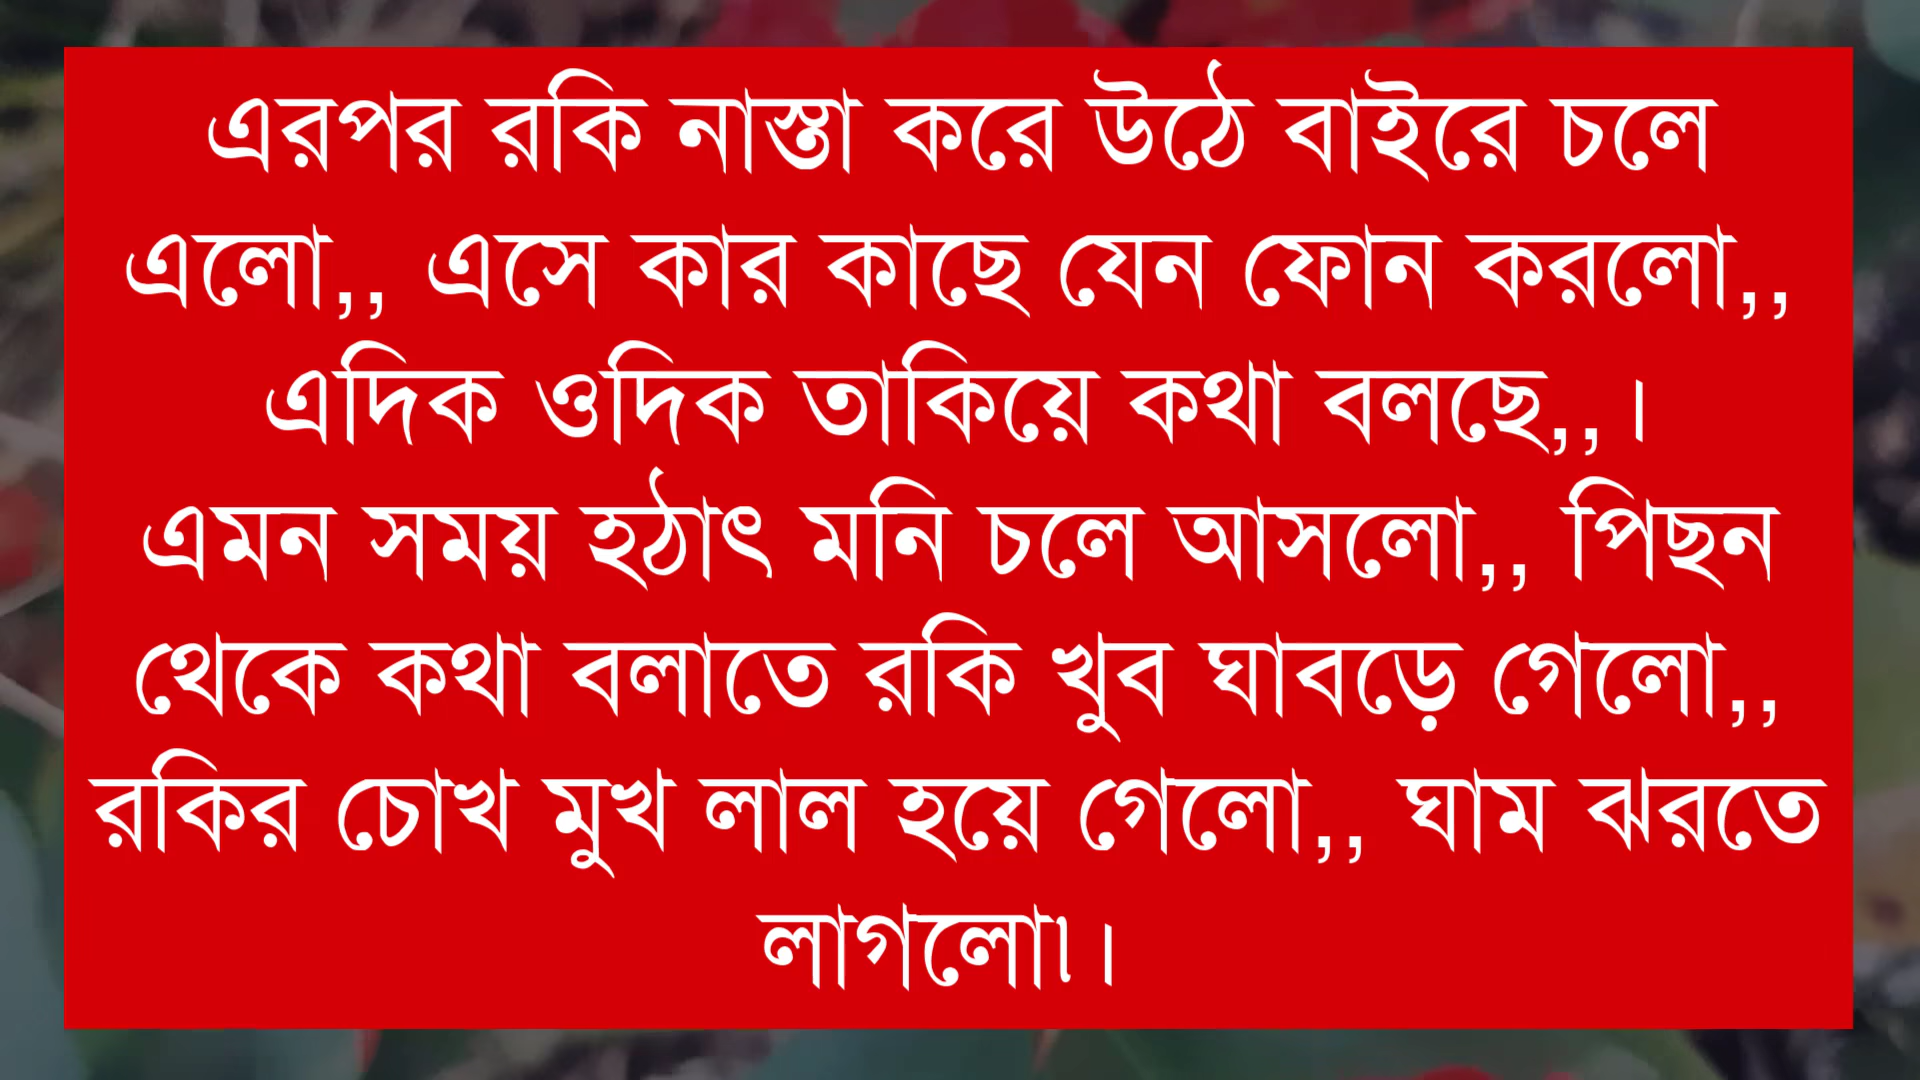 এরপর রকি নাস্তা করে উঠে বাইরে চলে
এলো,, এসে কার কাছে যেন ফোন করলো,,
এদিক ওদিক তাকিয়ে কথা বলছে,,।
এমন সময় হঠাৎ মনি চলে আসলো,, পিছন
থেকে কথা বলাতে রকি খুব ঘাবড়ে গেলো,,
রকির চোখ মুখ লাল হয়ে গেলো,, ঘাম ঝরতে
লাগলো৷।